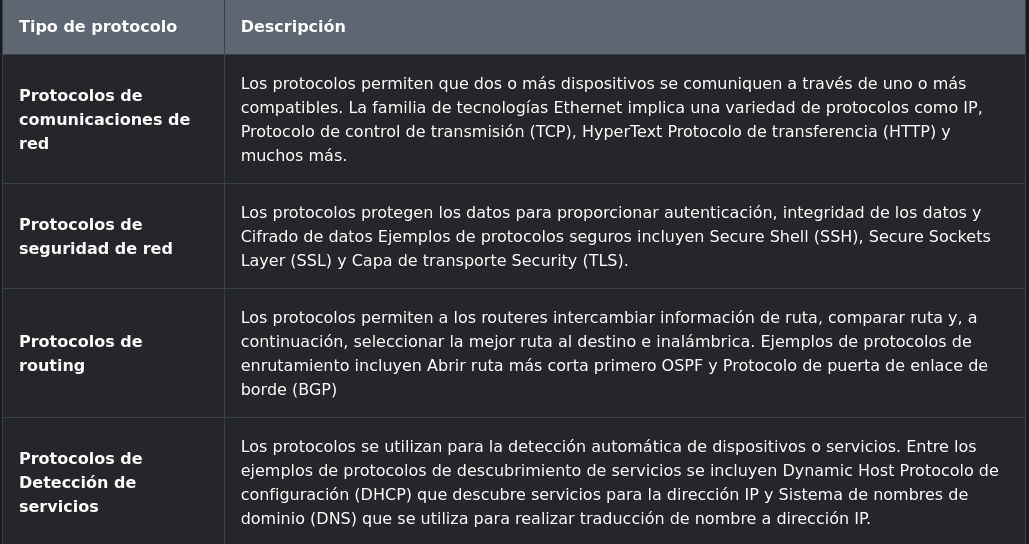 Tipo de protocolo
Descripción
Protocolos de
comunicaciones de
red
Los protocolos permiten que dos o más dispositivos se comuniquen a través de uno o más
compatibles. La familia de tecnologías Ethernet implica una variedad de protocolos como IP,
Protocolo de control de transmisión (TCP), HyperText Protocolo de transferencia (HTTP) y
muchos más.
Protocolos de
seguridad de red
Los protocolos protegen los datos para proporcionar autenticación, integridad de los datos y
Cifrado de datos Ejemplos de protocolos seguros incluyen Secure Shell (SSH), Secure Sockets
Layer (SSL) y Capa de transporte Security (TLS).
Protocolos de
routing
Los protocolos permiten a los routeres intercambiar información de ruta, comparar ruta y, a
continuación, seleccionar la mejor ruta al destino e inalámbrica. Ejemplos de protocolos de
enrutamiento incluyen Abrir ruta más corta primero OSPF y Protocolo de puerta de enlace de
borde (BGP)
Protocolos de
Detección de
servicios
Los protocolos se utilizan para la detección automática de dispositivos o servicios. Entre los
ejemplos de protocolos de descubrimiento de servicios se incluyen Dynamic Host Protocolo de
configuración (DHCP) que descubre servicios para la dirección IP y Sistema de nombres de
dominio (DNS) que se utiliza para realizar traducción de nombre a dirección IP.